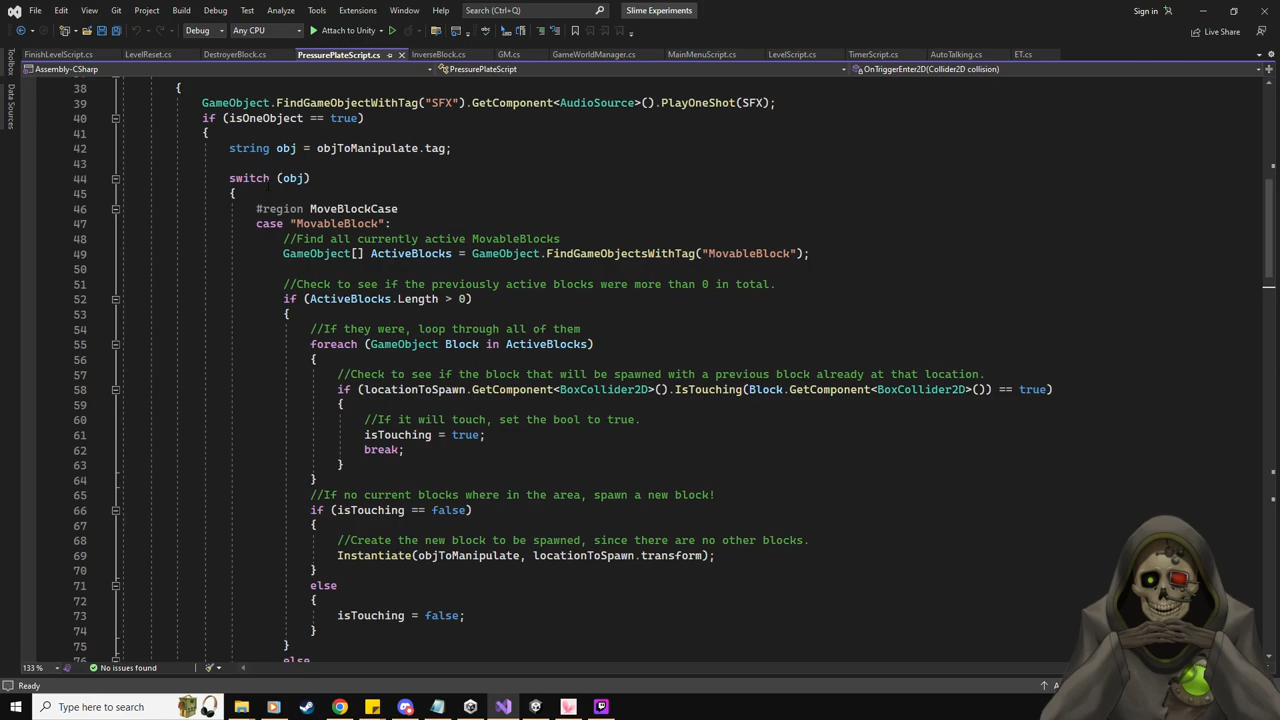 File Edit View Git Project Build Debug Test Analyze Tools Extensions Window Help Search (Ctrl+Q) Slime Experiments Sign in
Debug Any CPU Attach to Unity Live Share
FinishLevelScript.cs LevelReset.cs DestroyerBlock.cs PressurePlateScript.cs InverseBlock.cs GM.cs GameWorldManager.cs MainMenuScript.cs LevelScript.cs TimerScript.cs AutoTalking.cs ET.cs
Toolbox
Data Sources
Assembly-CSharp PressurePlateScript OnTriggerEnter2D(Collider2D collision)
38 {
39 GameObject.FindGameObjectWithTag("SFX").GetComponent<AudioSource>().PlayOneShot(SFX);
40 if (isOneObject == true)
41 {
42 string obj = objToManipulate.tag;
43
44 switch (obj)
45 {
46 #region MoveBlockCase
47 case "MovableBlock":
48 //Find all currently active MovableBlocks
49 GameObject[] ActiveBlocks = GameObject.FindGameObjectsWithTag("MovableBlock");
50
51 //Check to see if the previously active blocks were more than 0 in total.
52 if (ActiveBlocks.Length > 0)
53 {
54 //If they were, loop through all of them
55 foreach (GameObject Block in ActiveBlocks)
56 {
57 //Check to see if the block that will be spawned with a previous block already at that location.
58 if (locationToSpawn.GetComponent<BoxCollider2D>().IsTouching(Block.GetComponent<BoxCollider2D>()) == true)
59 {
60 //If it will touch, set the bool to true.
61 isTouching = true;
62 break;
63 }
64 }
65 //If no current blocks where in the area, spawn a new block!
66 if (isTouching == false)
67 {
68 //Create the new block to be spawned, since there are no other blocks.
69 Instantiate(objToManipulate, locationToSpawn.transform);
70 }
71 else
72 {
73 isTouching = false;
74 }
75 }
76 else
133 % No issues found
Ready
Type here to search